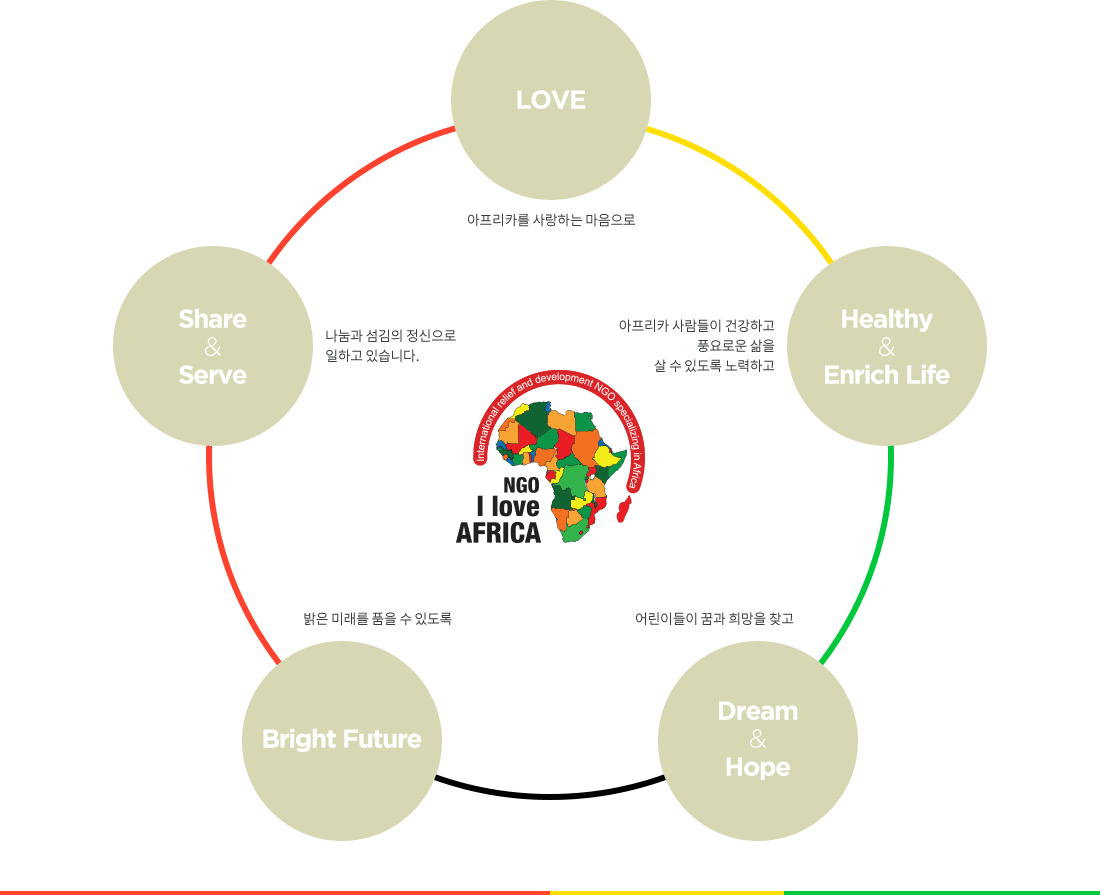 LOVE
아프리카를 사랑하는 마음으로
Healthy
&
Enrich Life
아프리카 사람들이 건강하고
풍요로운 삶을
살 수 있도록 노력하고
Dream
&
Hope
어린이들이 꿈과 희망을 찾고
Bright Future
밝은 미래를 품을 수 있도록
Share
&
Serve
나눔과 섬김의 정신으로
일하고 있습니다.
International relief and development NGO specializing in Africa
NGO
I love
AFRICA